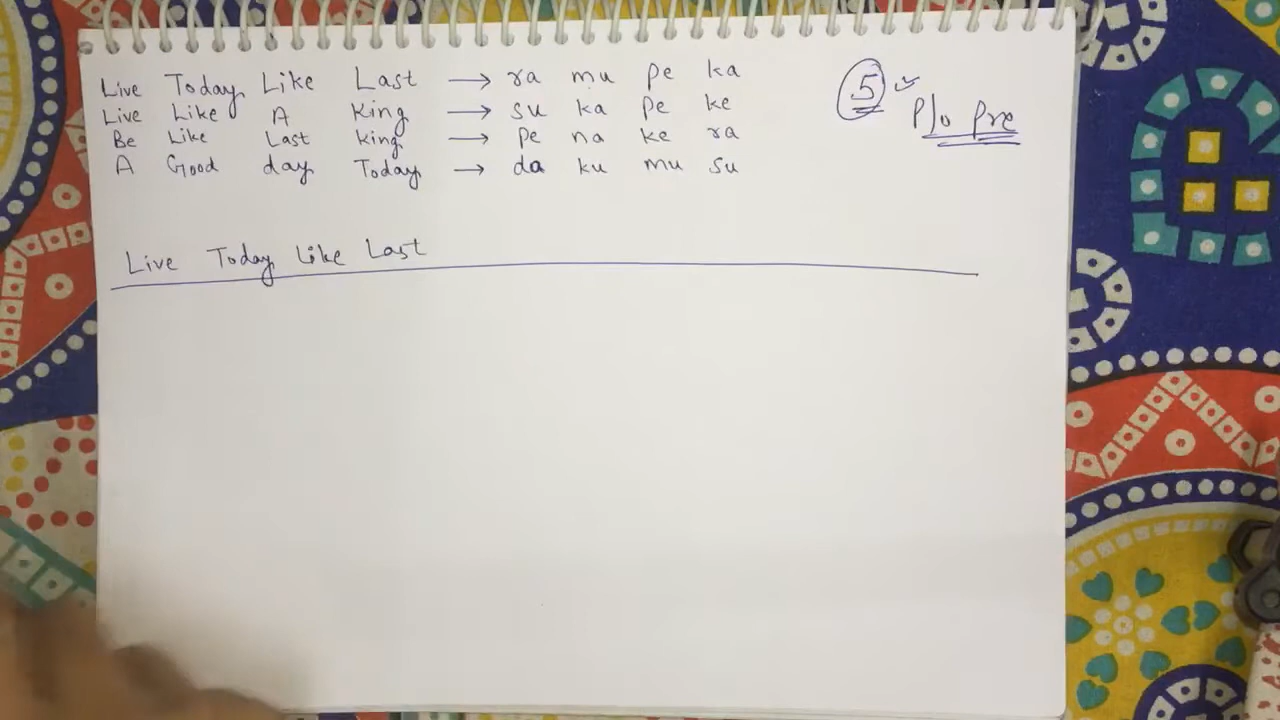 Live Today Like Last → ra mu pe ka
Live Like A King → su ka pe ke
Be Like Last King → pe na ke ra
A Good day Today → da ku mu su
5
P/o Pre
Live Today Like Last